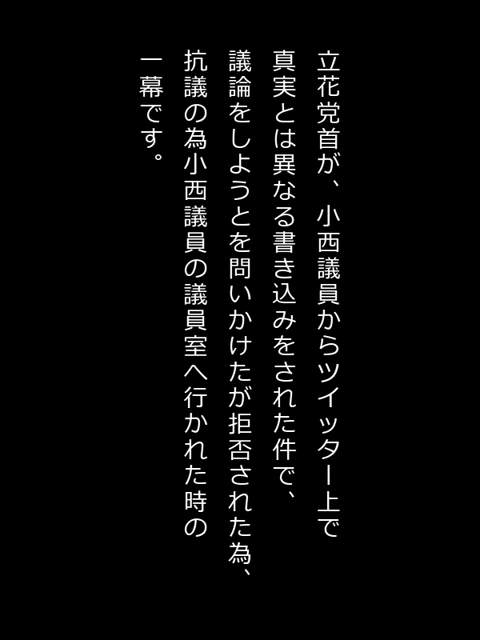 立花党首が、小西議員からツイッター上で
真実とは異なる書き込みをされた件で、
議論をしようとを問いかけたが拒否された為、
抗議の為小西議員の議員室へ行かれた時の
一幕です。